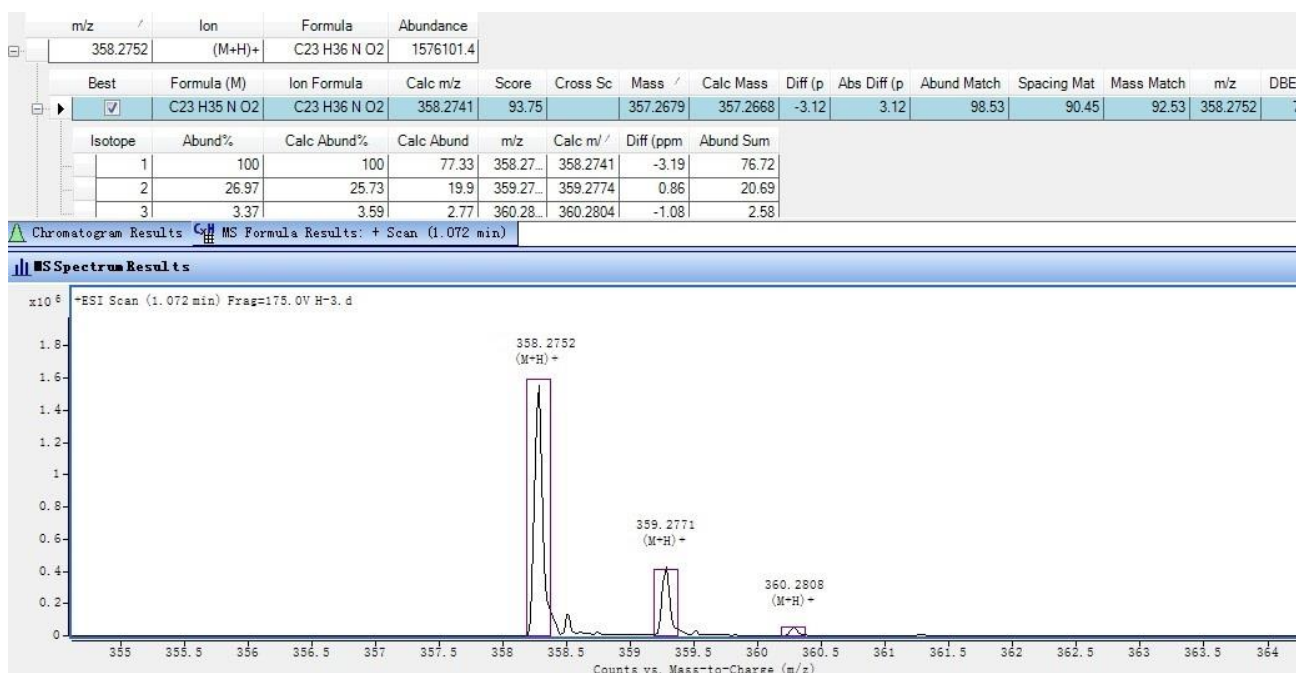 m/z Ion Formula Abundance
358.2752 (M+H)+ C23 H36 N O2 1576101.4
Best Formula (M) Ion Formula Calc m/z Score Cross Sc Mass Calc Mass Diff (p Abs Diff (p Abund Match Spacing Mat Mass Match m/z DBE
C23 H35 N O2 C23 H36 N O2 358.2741 93.75 357.2679 357.2668 -3.12 3.12 98.53 90.45 92.53 358.2752
Isotope Abund% Calc Abund% Calc Abund m/z Calc m/ Diff (ppm Abund Sum
1 100 100 77.33 358.27... 358.2741 -3.19 76.72
2 26.97 25.73 19.9 359.27... 359.2774 0.86 20.69
3 3.37 3.59 2.77 360.28... 360.2804 -1.08 2.58
Chromatogram Results CxH MS Formula Results: + Scan (1.072 min)
MS Spectrum Results
x10 6 +ESI Scan (1.072 min) Frag=175.0V H-3.d
358.2752
(M+H)+
1.8
1.6
1.4
1.2
1
0.8
0.6
0.4
0.2
0
359.2771
(M+H)+
360.2808
(M+H)+
355 355.5 356 356.5 357 357.5 358 358.5 359 359.5 360 360.5 361 361.5 362 362.5 363 363.5 364
Counts vs. Mass-to-Charge (m/z)